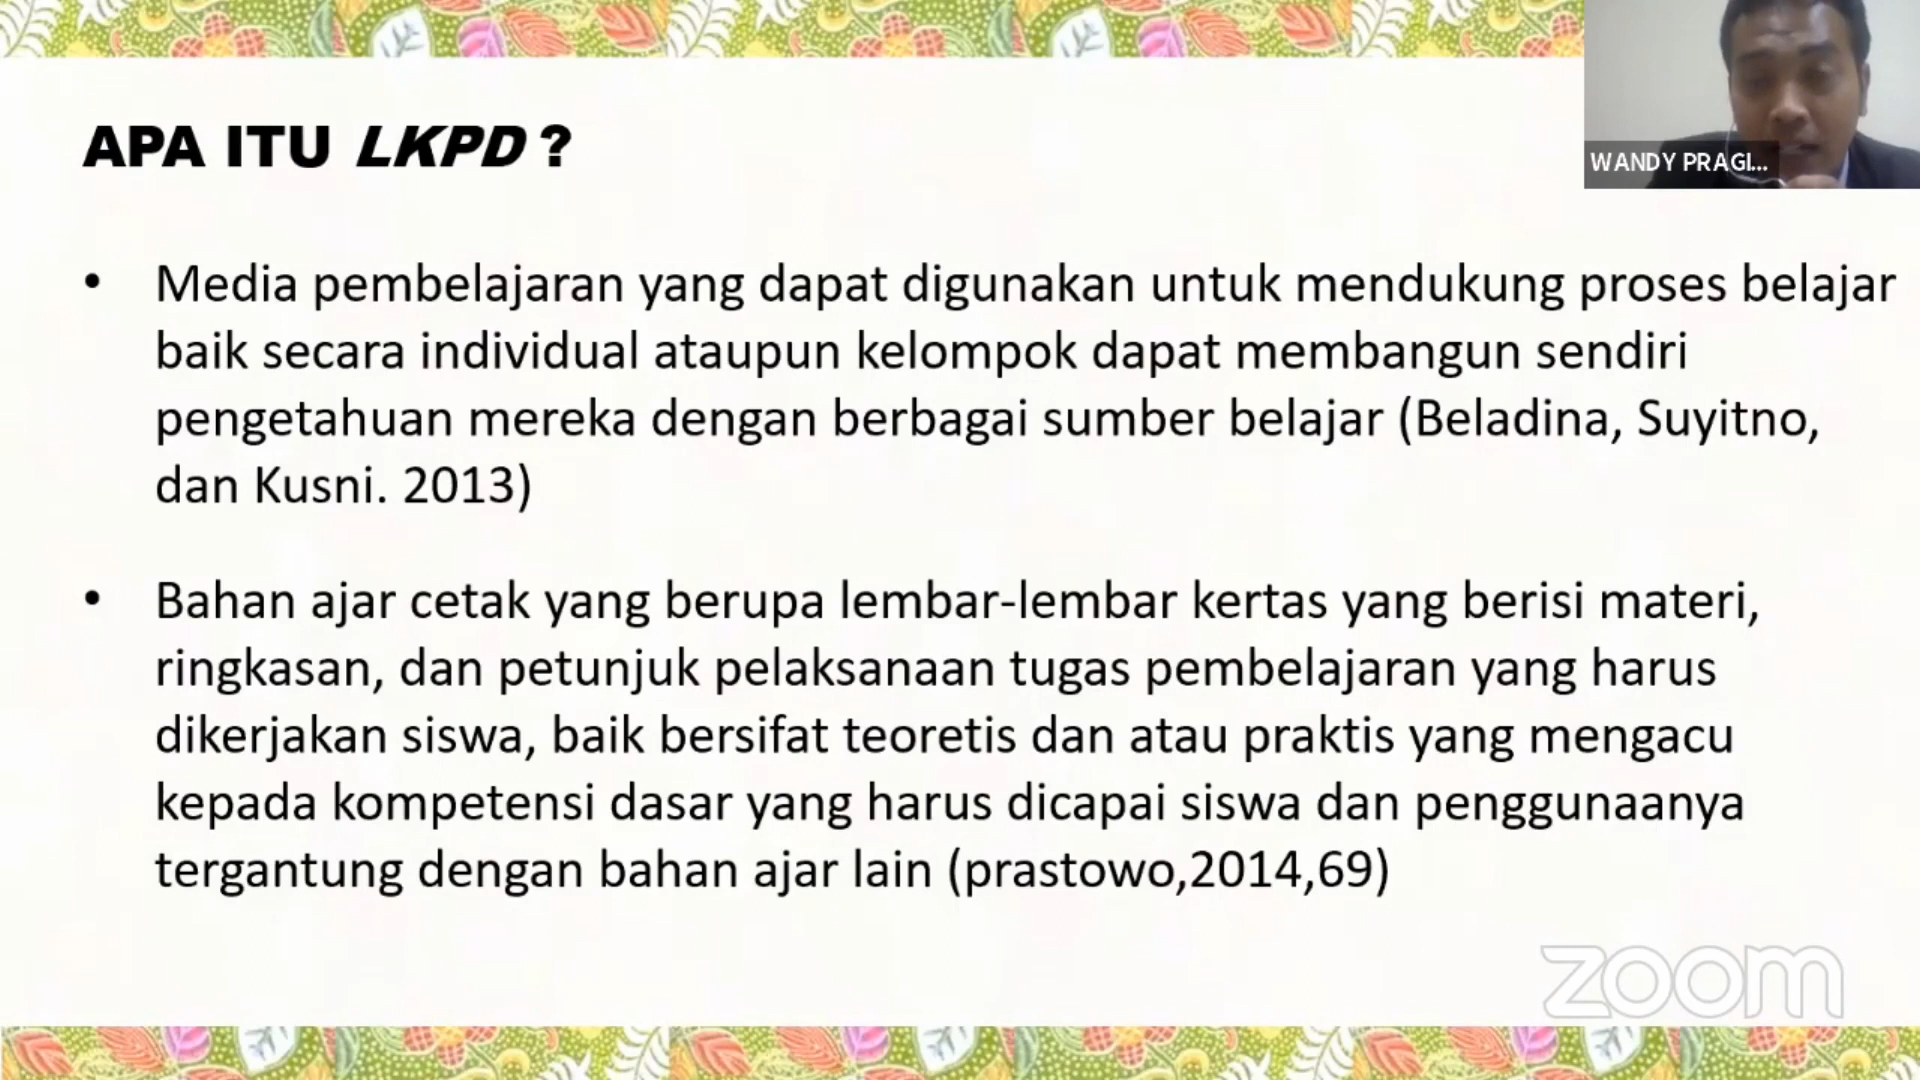 APA ITU LKPD ?
WANDY PRAGI...
• Media pembelajaran yang dapat digunakan untuk mendukung proses belajar
baik secara individual ataupun kelompok dapat membangun sendiri
pengetahuan mereka dengan berbagai sumber belajar (Beladina, Suyitno,
dan Kusni. 2013)
• Bahan ajar cetak yang berupa lembar-lembar kertas yang berisi materi,
ringkasan, dan petunjuk pelaksanaan tugas pembelajaran yang harus
dikerjakan siswa, baik bersifat teoretis dan atau praktis yang mengacu
kepada kompetensi dasar yang harus dicapai siswa dan penggunaanya
tergantung dengan bahan ajar lain (prastowo,2014,69)
zoom